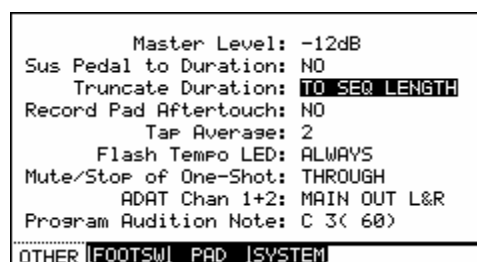 Master Level: -12dB
Sus Pedal to Duration: NO
Truncate Duration: TO SEQ LENGTH
Record Pad Aftertouch: NO
Tap Average: 2
Flash Tempo LED: ALWAYS
Mute/Stop of One-Shot: THROUGH
ADAT Chan 1+2: MAIN OUT L&R
Program Audition Note: C 3( 60)
OTHER FOOTSW PAD SYSTEM